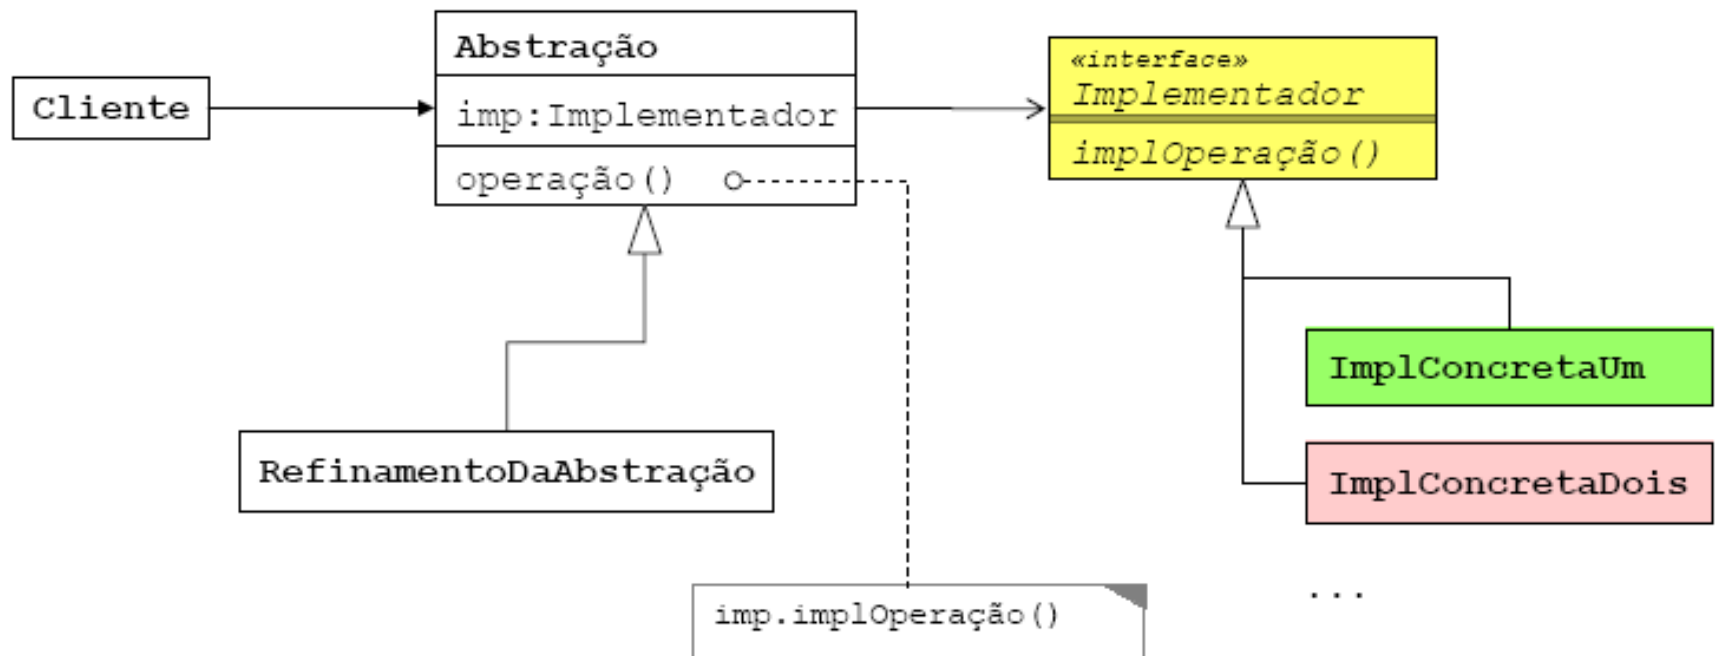 Cliente
Abstração
imp:Implementador
operação()
«interface»
Implementador
implOperação()
RefinamentoDaAbstração
ImplConcretaUm
ImplConcretaDois
...
imp.implOperação()